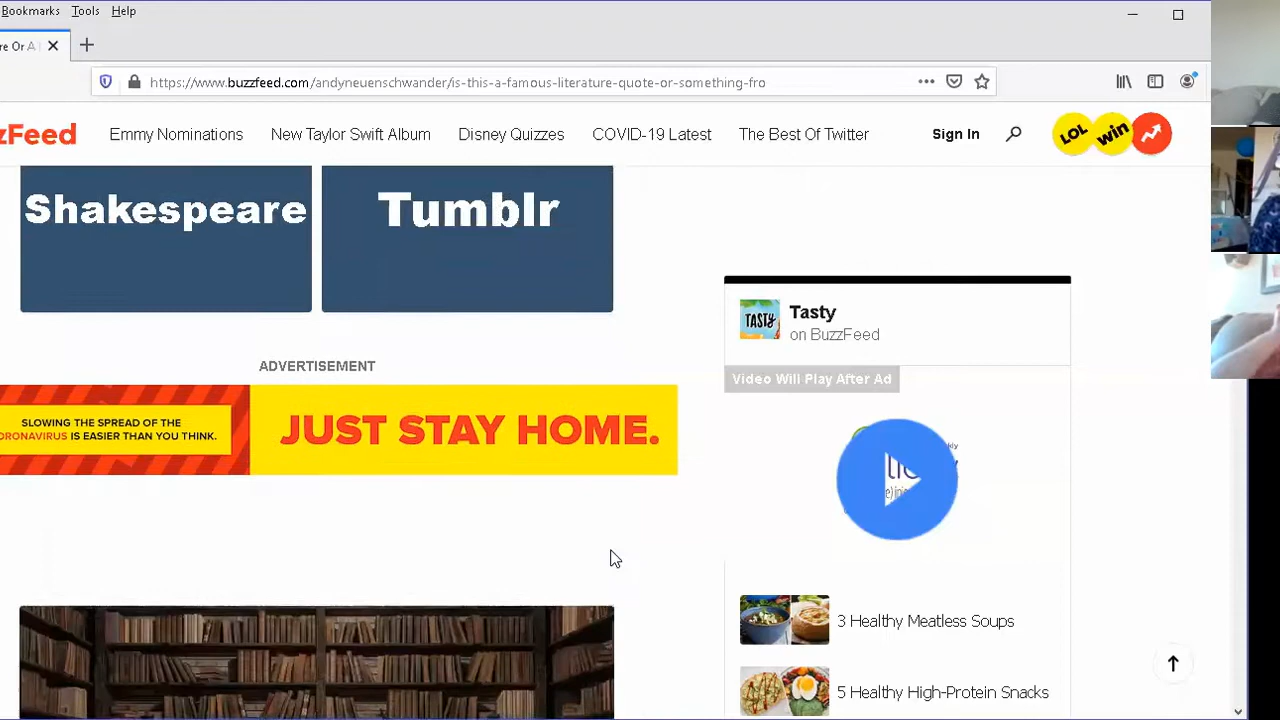 Bookmarks Tools Help
re Or A
https://www.buzzfeed.com/andyneuenschwander/is-this-a-famous-literature-quote-or-something-fro
zFeed Emmy Nominations New Taylor Swift Album Disney Quizzes COVID-19 Latest The Best Of Twitter Sign In LOL win
Shakespeare Tumblr
Tasty
on BuzzFeed
ADVERTISEMENT
Video Will Play After Ad
SLOWING THE SPREAD OF THE
ORONAVIRUS IS EASIER THAN YOU THINK.
JUST STAY HOME.
TASTY
3 Healthy Meatless Soups
5 Healthy High-Protein Snacks